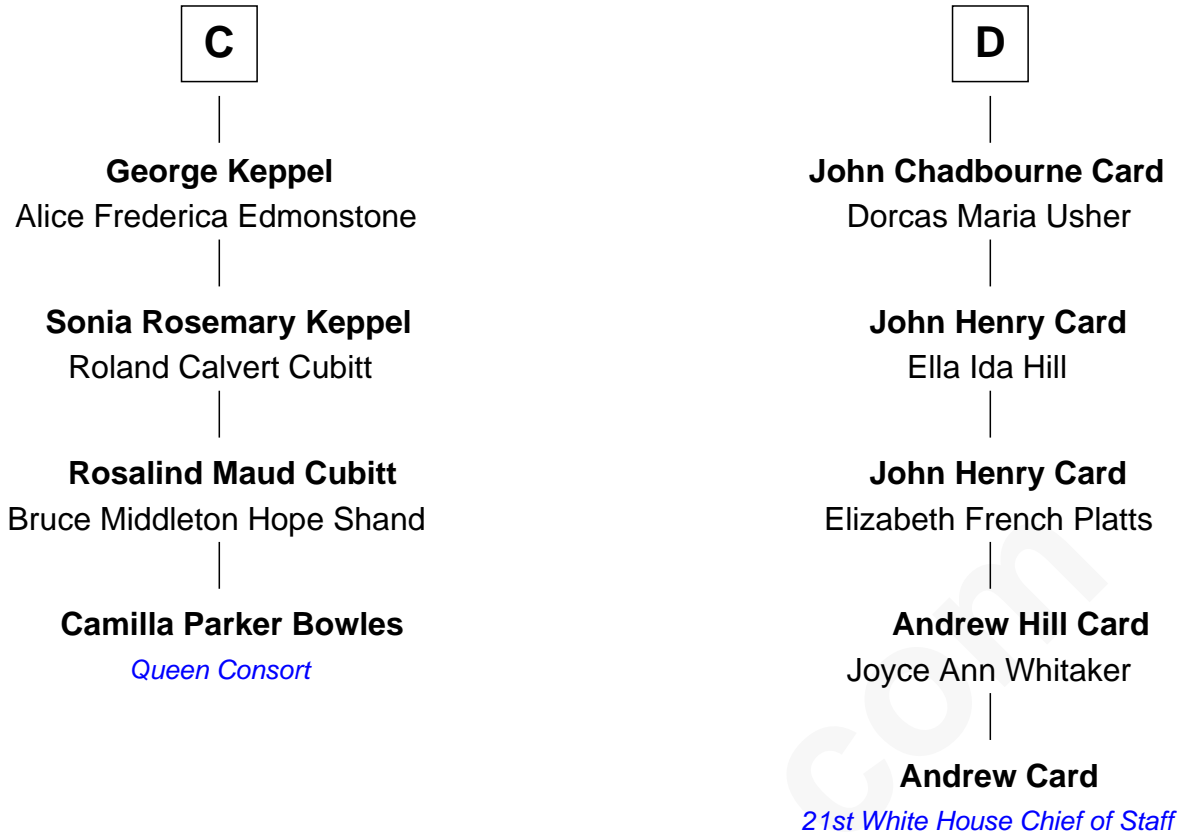 C
George Keppel
Alice Frederica Edmonstone
Sonia Rosemary Keppel
Roland Calvert Cubitt
Rosalind Maud Cubitt
Bruce Middleton Hope Shand
Camilla Parker Bowles
Queen Consort
D
John Chadbourne Card
Dorcas Maria Usher
John Henry Card
Ella Ida Hill
John Henry Card
Elizabeth French Platts
Andrew Hill Card
Joyce Ann Whitaker
Andrew Card
21st White House Chief of Staff
com